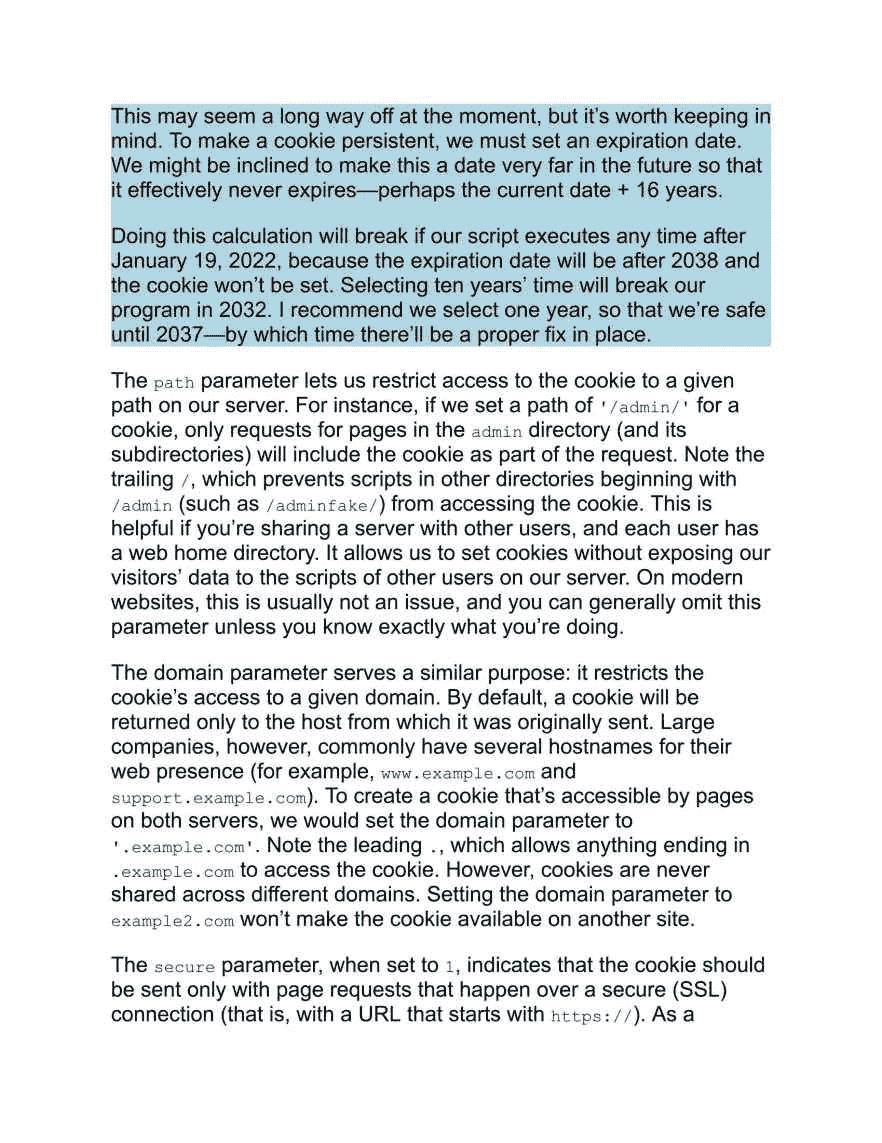 This may seem a long way off at the moment, but it’s worth keeping in
mind. To make a cookie persistent, we must set an expiration date.
We might be inclined to make this a date very far in the future so that
it effectively never expires—perhaps the current date + 16 years.
Doing this calculation will break if our script executes any time after
January 19, 2022, because the expiration date will be after 2038 and
the cookie won’t be set. Selecting ten years’ time will break our
program in 2032. I recommend we select one year, so that we’re safe
until 2037—by which time there’ll be a proper fix in place.
The path parameter lets us restrict access to the cookie to a given
path on our server. For instance, if we set a path of '/admin/' for a
cookie, only requests for pages in the admin directory (and its
subdirectories) will include the cookie as part of the request. Note the
trailing /, which prevents scripts in other directories beginning with
/admin (such as /adminfake/) from accessing the cookie. This is
helpful if you’re sharing a server with other users, and each user has
a web home directory. It allows us to set cookies without exposing our
visitors’ data to the scripts of other users on our server. On modern
websites, this is usually not an issue, and you can generally omit this
parameter unless you know exactly what you’re doing.
The domain parameter serves a similar purpose: it restricts the
cookie’s access to a given domain. By default, a cookie will be
returned only to the host from which it was originally sent. Large
companies, however, commonly have several hostnames for their
web presence (for example, www.example.com and
support.example.com). To create a cookie that’s accessible by pages
on both servers, we would set the domain parameter to
'.example.com'. Note the leading ., which allows anything ending in
.example.com to access the cookie. However, cookies are never
shared across different domains. Setting the domain parameter to
example2.com won’t make the cookie available on another site.
The secure parameter, when set to 1, indicates that the cookie should
be sent only with page requests that happen over a secure (SSL)
connection (that is, with a URL that starts with https://). As a